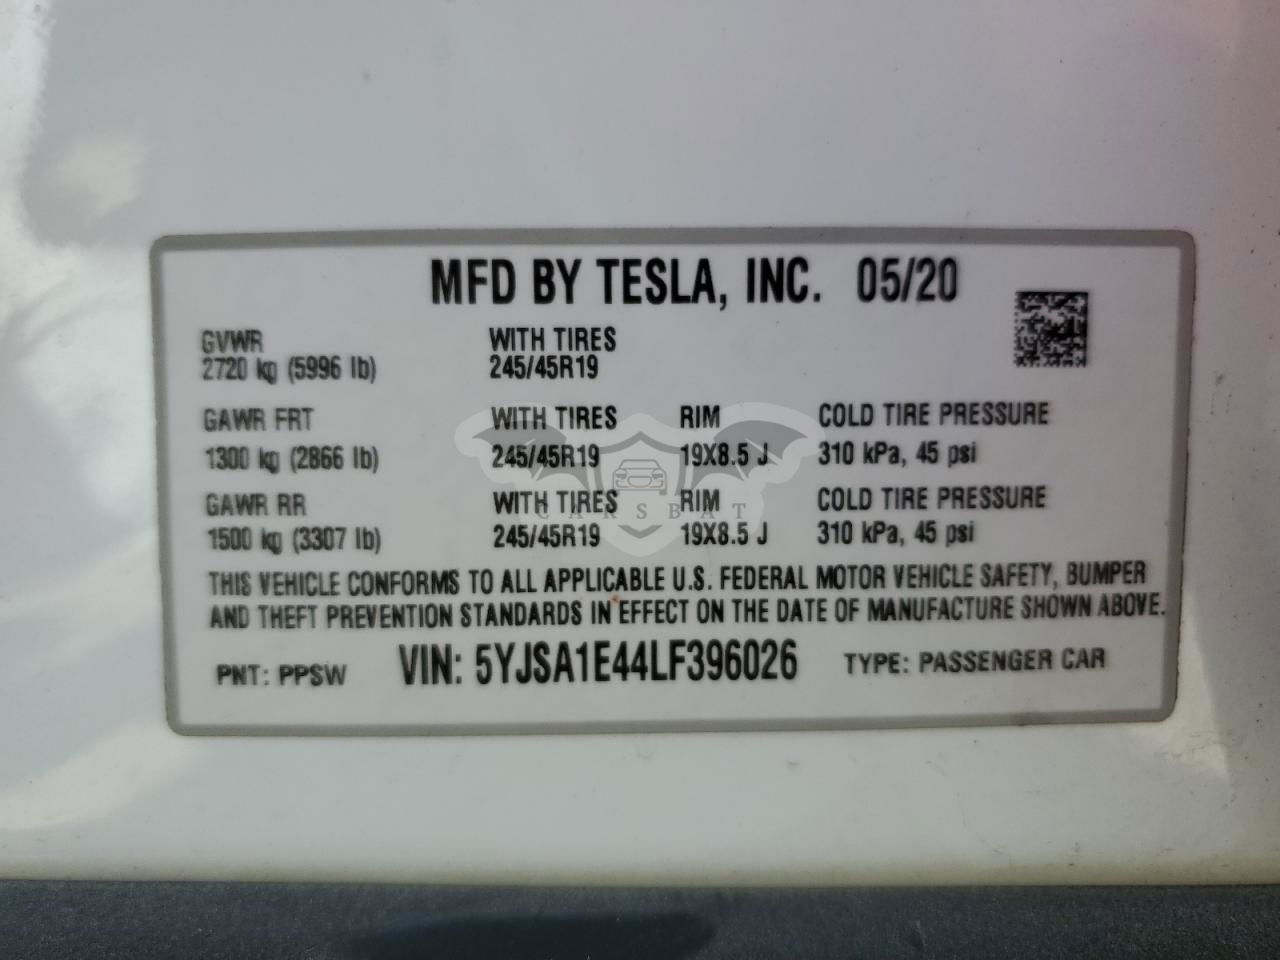 MFD BY TESLA, INC. 05/20
GVWR WITH TIRES
2720 kg (5996 lb) 245/45R19
GAWR FRT WITH TIRES RIM COLD TIRE PRESSURE
1300 kg (2866 lb) 245/45R19 19X8.5 J 310 kPa, 45 psi
GAWR RR WITH TIRES RIM COLD TIRE PRESSURE
CARSBAT
1500 kg (3307 lb) 245/45R19 19X8.5 J 310 kPa, 45 psi
THIS VEHICLE CONFORMS TO ALL APPLICABLE U.S. FEDERAL MOTOR VEHICLE SAFETY, BUMPER
AND THEFT PREVENTION STANDARDS IN EFFECT ON THE DATE OF MANUFACTURE SHOWN ABOVE.
PNT: PPSW VIN: 5YJSA1E44LF396026 TYPE: PASSENGER CAR